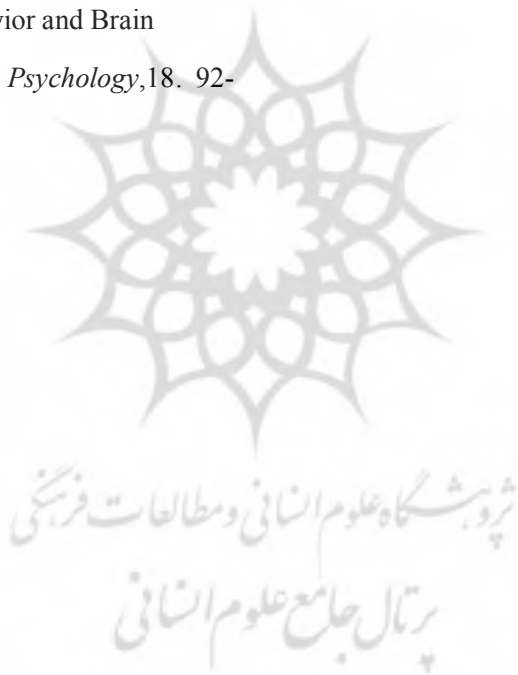 vior and Brain
Psychology,18. 92-
پژوهشگاه علوم انسانی و مطالعات فرهنگی
پرتال جامع علوم انسانی